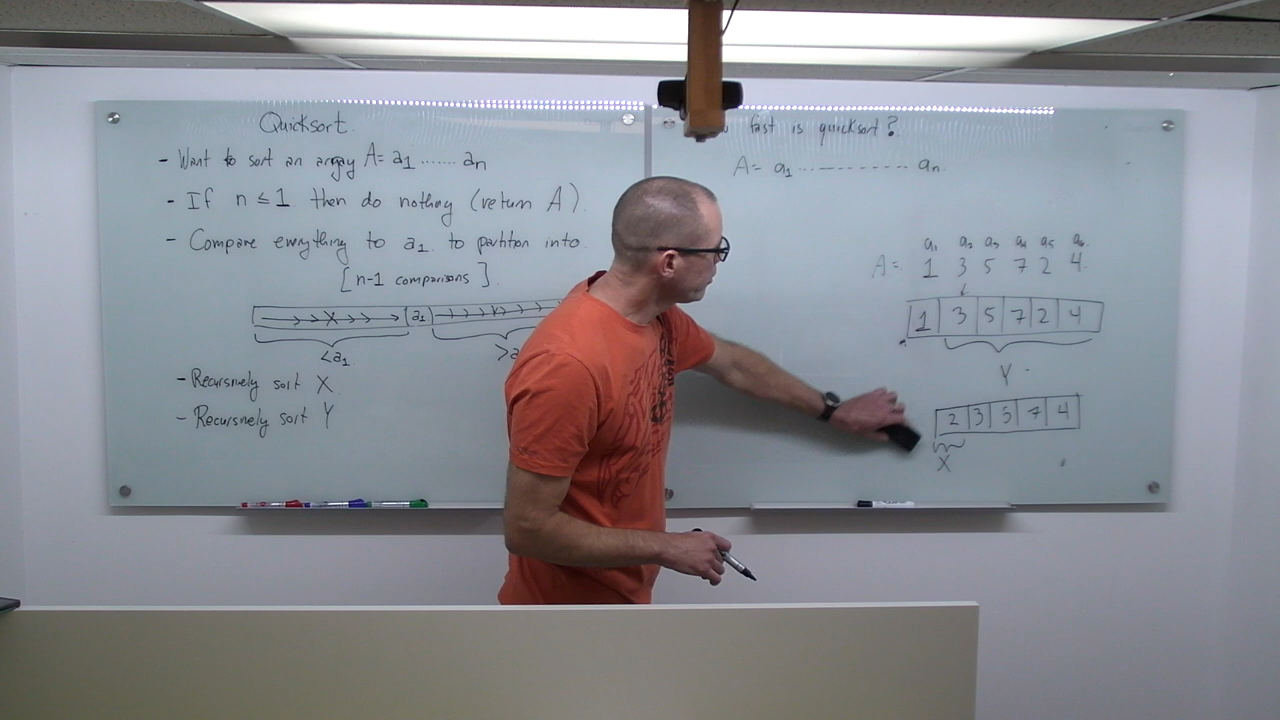 Quicksort.
- Want to sort an array A = a1 ....... an
- If n ≤ 1 then do nothing (return A).
- Compare everything to a1 to partition into
[n-1 comparisons].
X a1
<a1 >a
- Recursively sort X
- Recursively sort Y
fast is quicksort?
A = a1 .............. an.
a1 a2 a3 a4 a5 a6
A = 1 3 5 7 2 4
1 3 5 7 2 4
Y
2 3 5 7 4
X